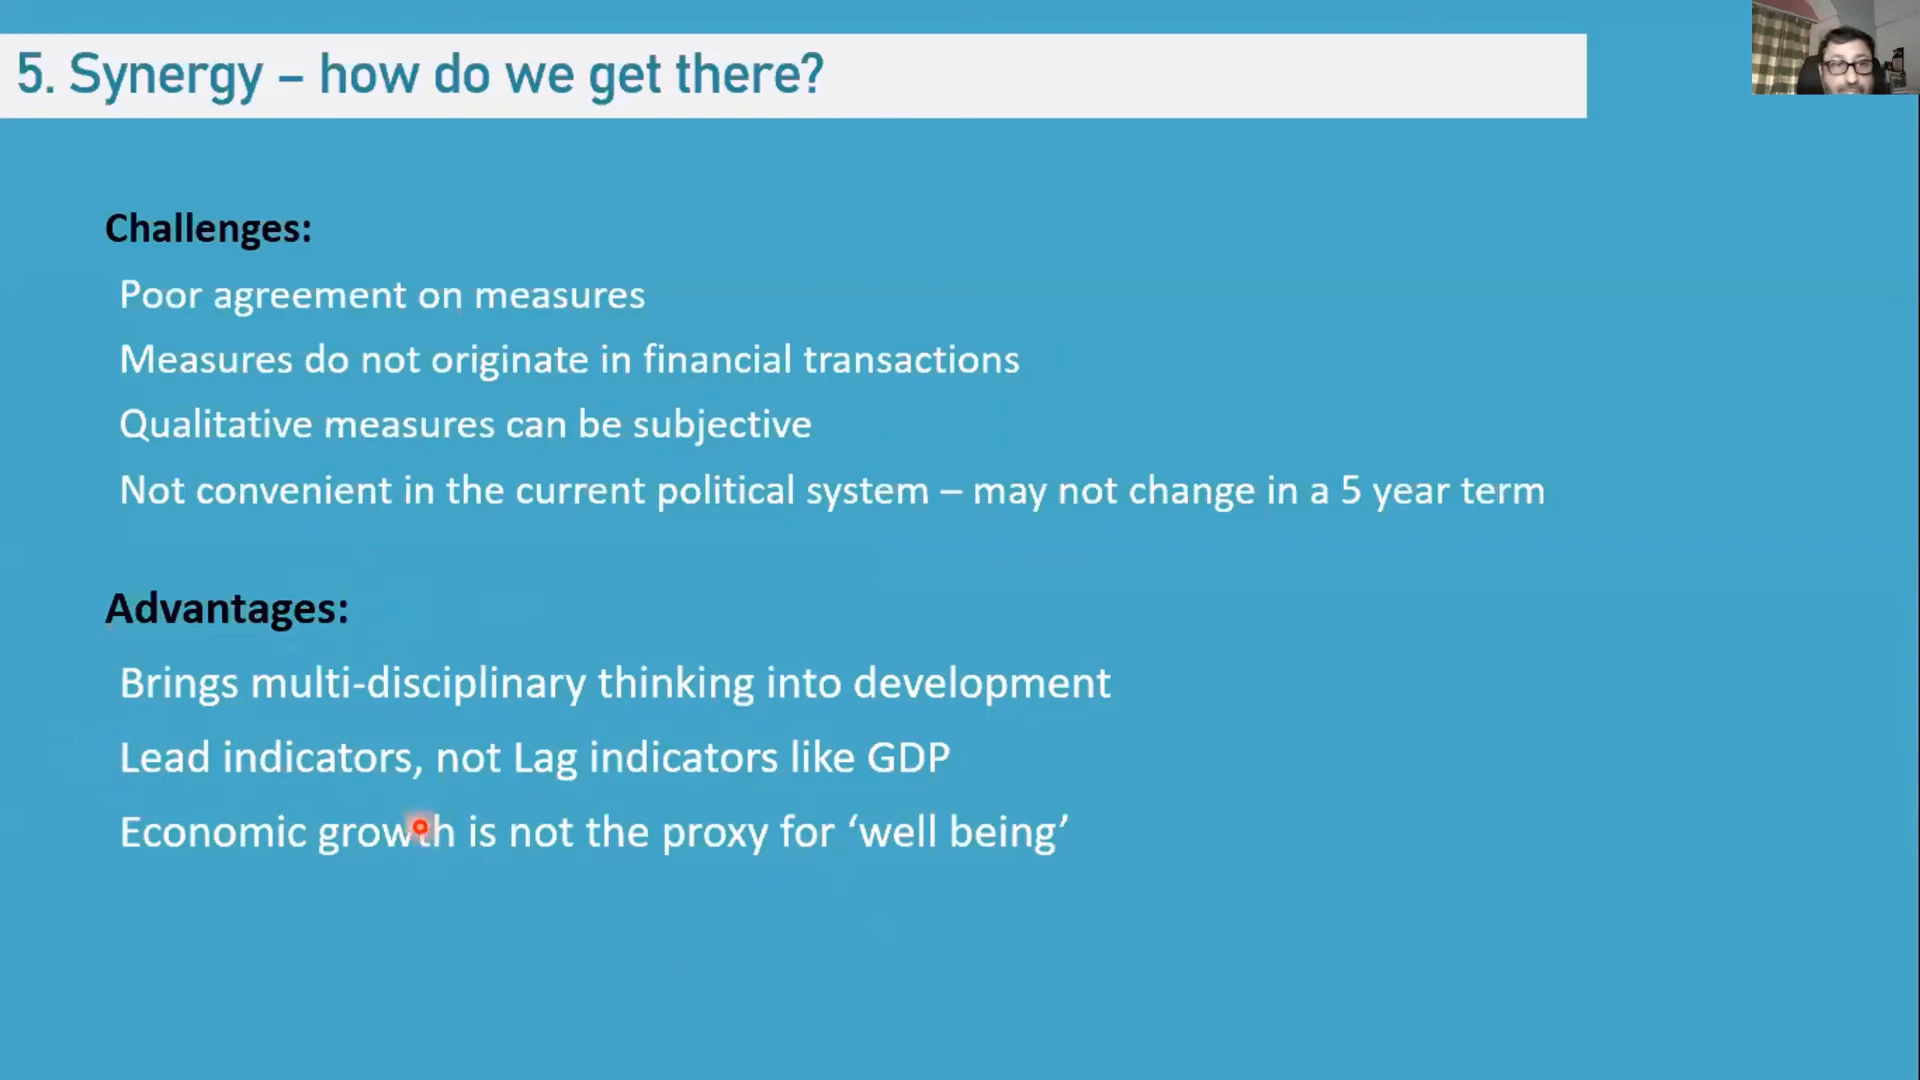 5. Synergy – how do we get there?
Challenges:
Poor agreement on measures
Measures do not originate in financial transactions
Qualitative measures can be subjective
Not convenient in the current political system – may not change in a 5 year term
Advantages:
Brings multi-disciplinary thinking into development
Lead indicators, not Lag indicators like GDP
Economic growth is not the proxy for ‘well being’